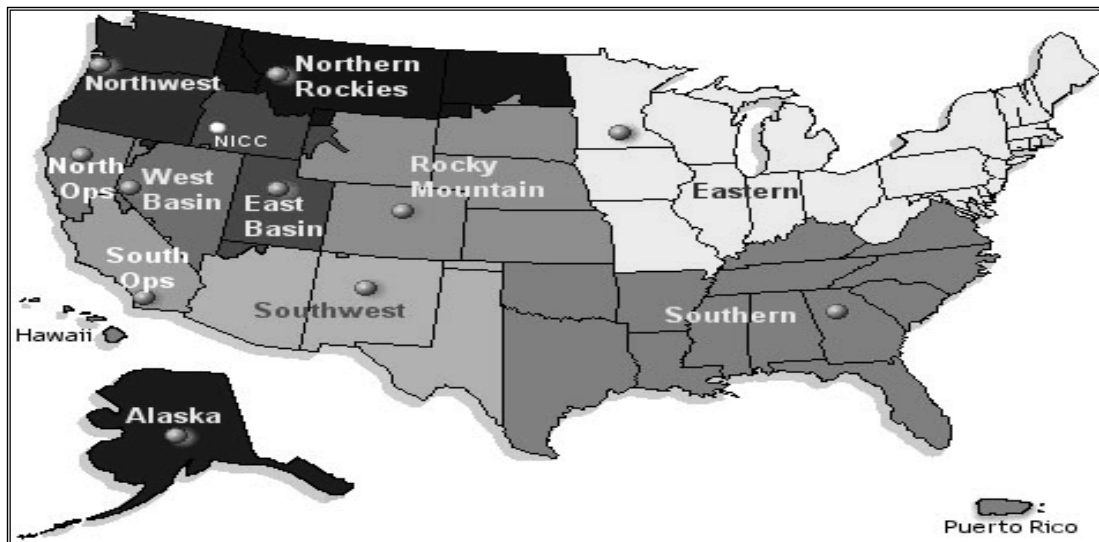 Northern
Rockies
Northwest
NICC
North
Ops
West
Basin
Rocky
Mountain
Eastern
East
Basin
South
Ops
Southwest
Southern
Hawaii
Alaska
Puerto Rico